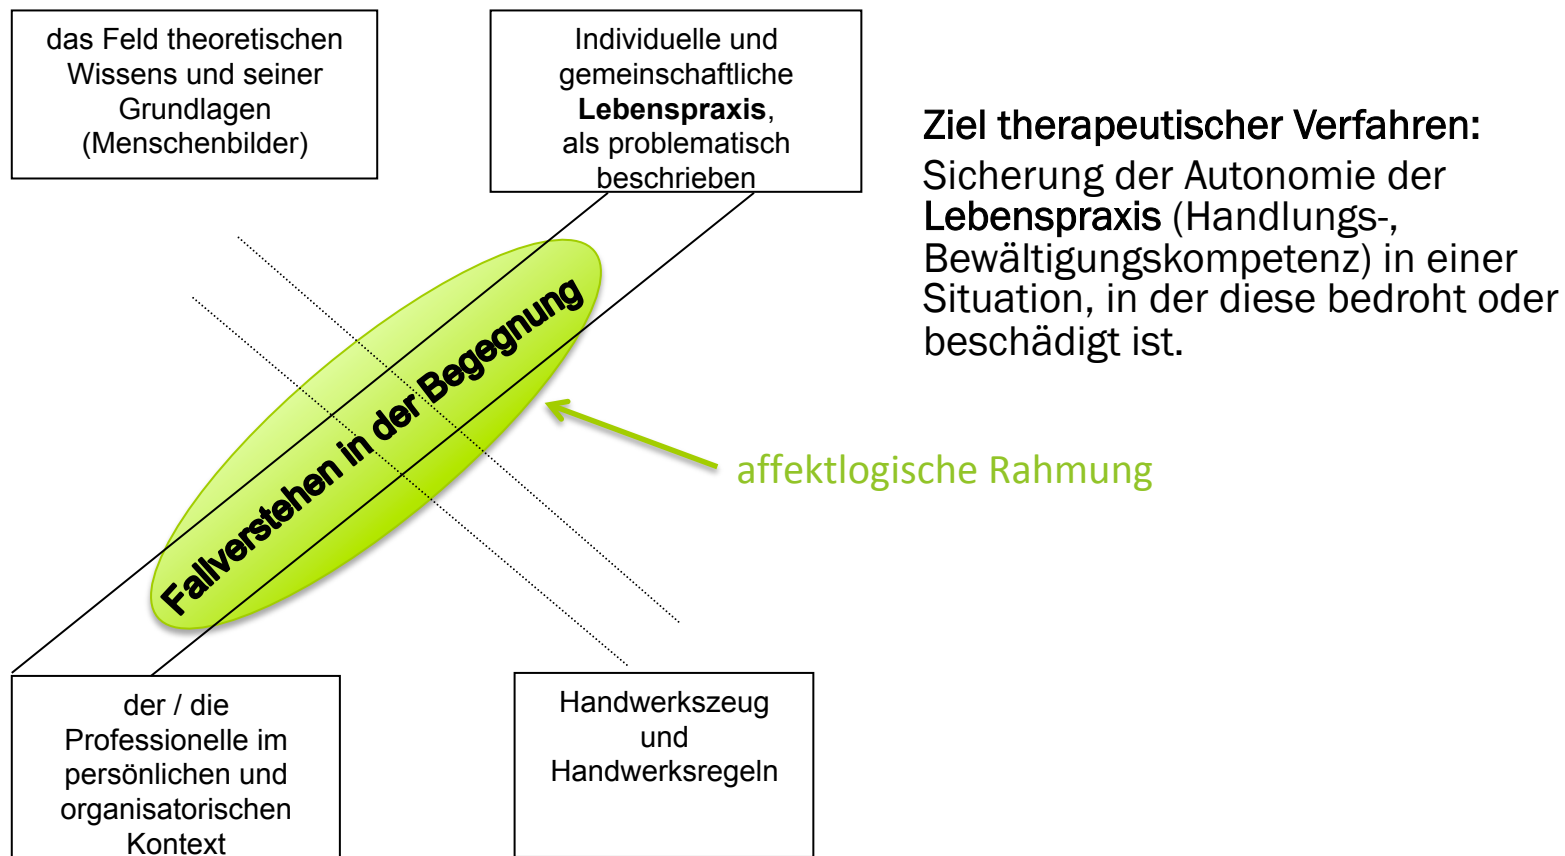 das Feld theoretischen
Wissens und seiner
Grundlagen
(Menschenbilder)
Individuelle und
gemeinschaftliche
Lebenspraxis,
als problematisch
beschrieben
Ziel therapeutischer Verfahren:
Sicherung der Autonomie der
Lebenspraxis (Handlungs-,
Bewältigungskompetenz) in einer
Situation, in der diese bedroht oder
beschädigt ist.
Fallverstehen in der Begegnung
affektlogische Rahmung
der / die
Professionelle im
persönlichen und
organisatorischen
Kontext
Handwerkszeug
und
Handwerksregeln